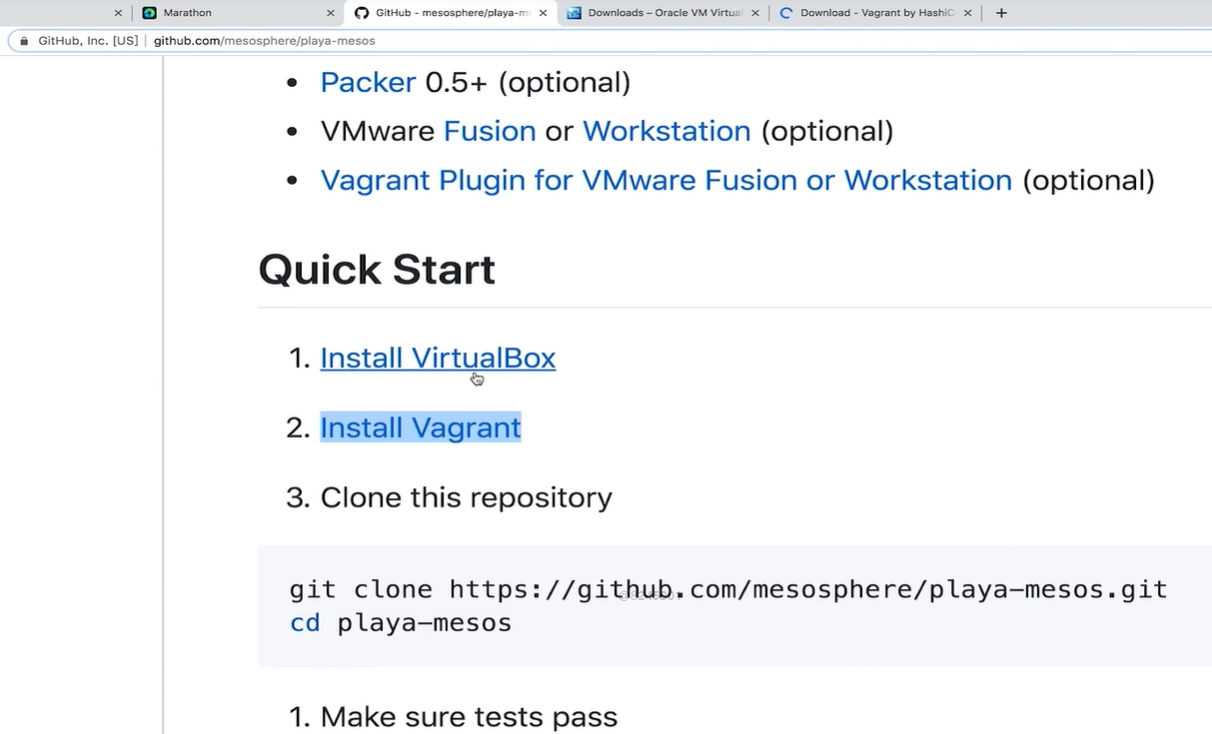 Marathon
GitHub - mesosphere/playa-m
Downloads – Oracle VM Virtual
Download - Vagrant by HashiC
GitHub, Inc. [US] | github.com/mesosphere/playa-mesos
• Packer 0.5+ (optional)
• VMware Fusion or Workstation (optional)
• Vagrant Plugin for VMware Fusion or Workstation (optional)
Quick Start
1. Install VirtualBox
2. Install Vagrant
3. Clone this repository
git clone https://github.com/mesosphere/playa-mesos.git
cd playa-mesos
1. Make sure tests pass